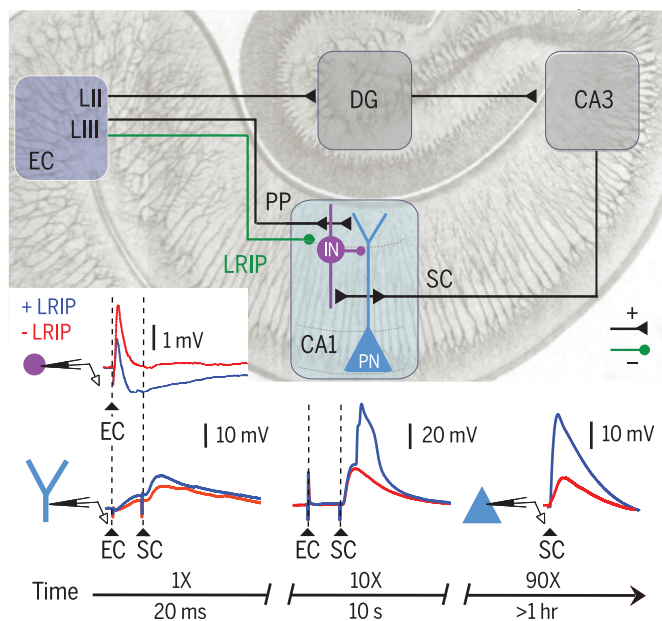 LII
DG
CA3
LIII
EC
PP
IN
LRIP
SC
+
−
CA1
PN
+ LRIP
- LRIP
1 mV
EC
10 mV
20 mV
10 mV
EC
SC
EC
SC
SC
Time
1X
10X
90X
20 ms
10 s
>1 hr